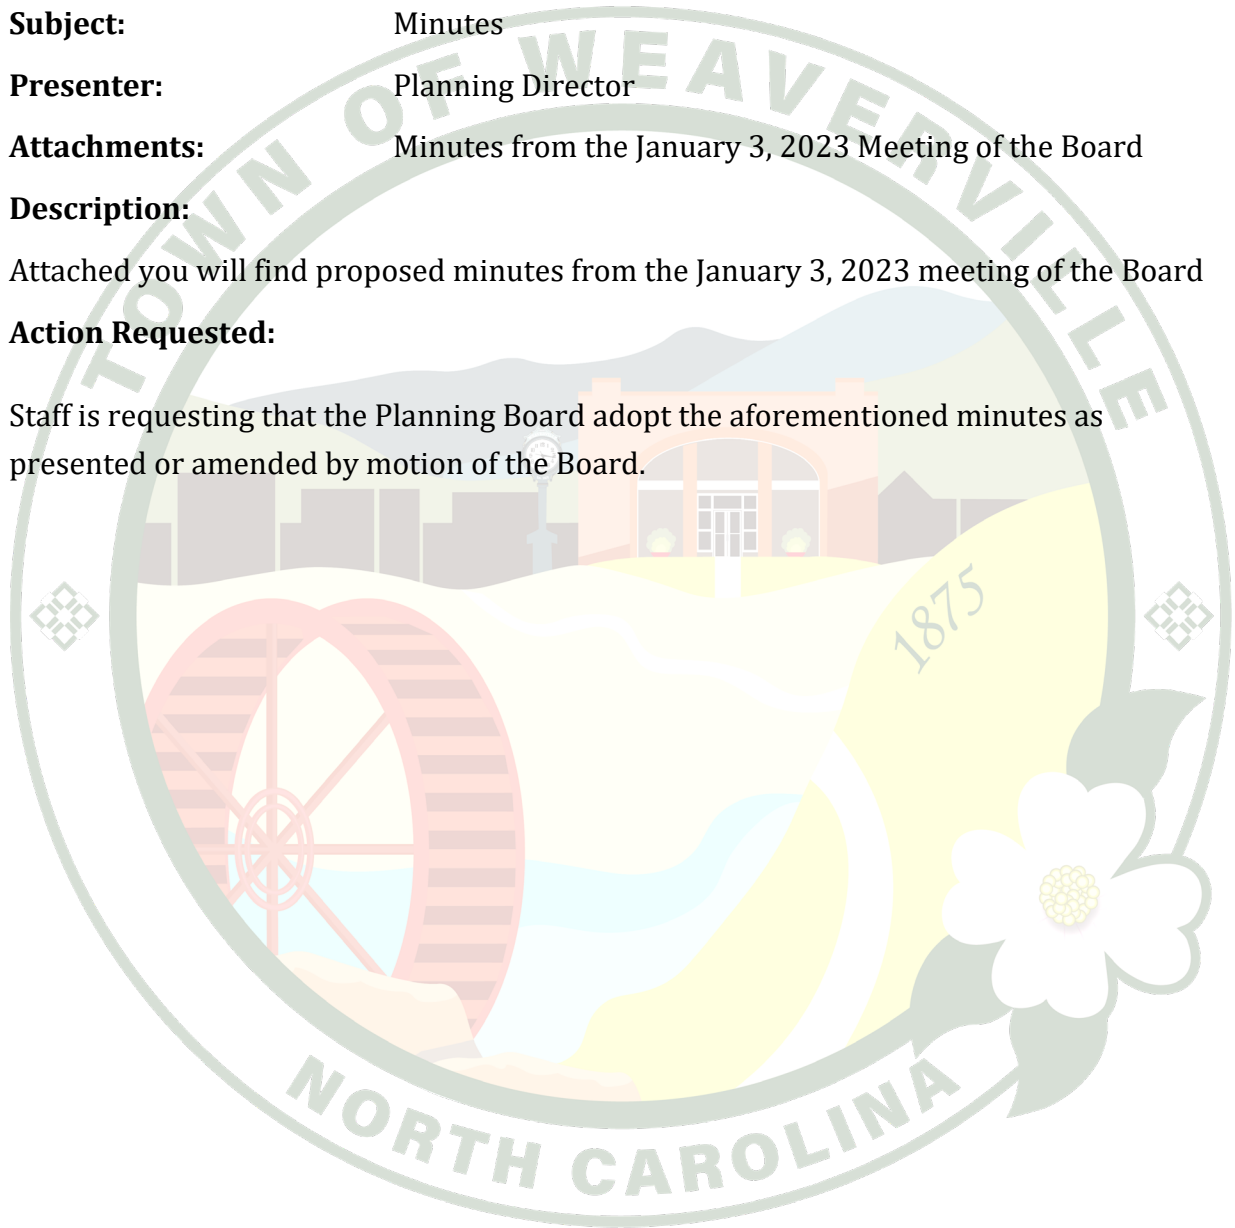 Subject: Minutes
Presenter: Planning Director
Attachments: Minutes from the January 3, 2023 Meeting of the Board
Description:
Attached you will find proposed minutes from the January 3, 2023 meeting of the Board
Action Requested:
Staff is requesting that the Planning Board adopt the aforementioned minutes as
presented or amended by motion of the Board.
TOWN OF WEAVERVILLE
1875
NORTH CAROLINA